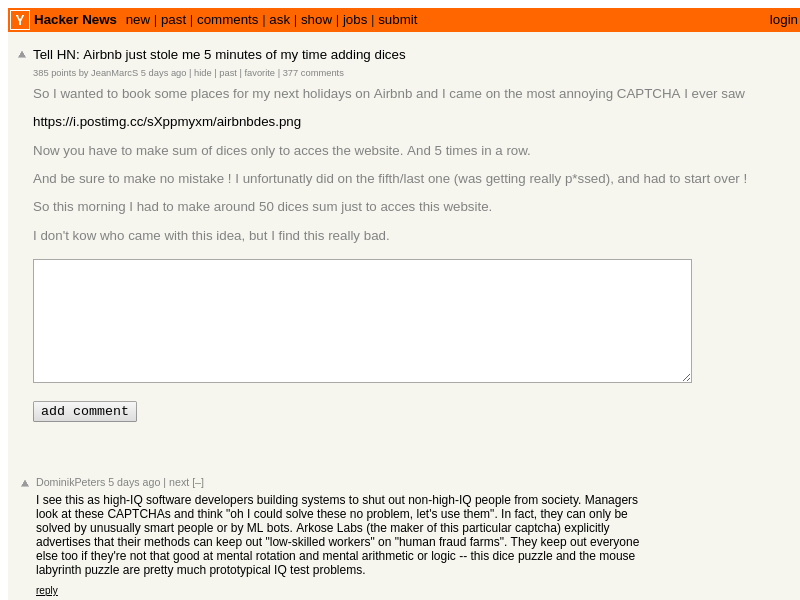 Y Hacker News new | past | comments | ask | show | jobs | submit login
Tell HN: Airbnb just stole me 5 minutes of my time adding dices
385 points by JeanMarcS 5 days ago | hide | past | favorite | 377 comments
So I wanted to book some places for my next holidays on Airbnb and I came on the most annoying CAPTCHA I ever saw
https://i.postimg.cc/sXppmyxm/airbnbdes.png
Now you have to make sum of dices only to acces the website. And 5 times in a row.
And be sure to make no mistake ! I unfortunatly did on the fifth/last one (was getting really p*ssed), and had to start over !
So this morning I had to make around 50 dices sum just to acces this website.
I don't kow who came with this idea, but I find this really bad.
add comment
DominikPeters 5 days ago | next [–]
I see this as high-IQ software developers building systems to shut out non-high-IQ people from society. Managers
look at these CAPTCHAs and think "oh I could solve these no problem, let's use them". In fact, they can only be
solved by unusually smart people or by ML bots. Arkose Labs (the maker of this particular captcha) explicitly
advertises that their methods can keep out "low-skilled workers" on "human fraud farms". They keep out everyone
else too if they're not that good at mental rotation and mental arithmetic or logic -- this dice puzzle and the mouse
labyrinth puzzle are pretty much prototypical IQ test problems.
reply